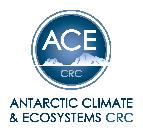 ACE
CRC
ANTARCTIC CLIMATE
& ECOSYSTEMS CRC